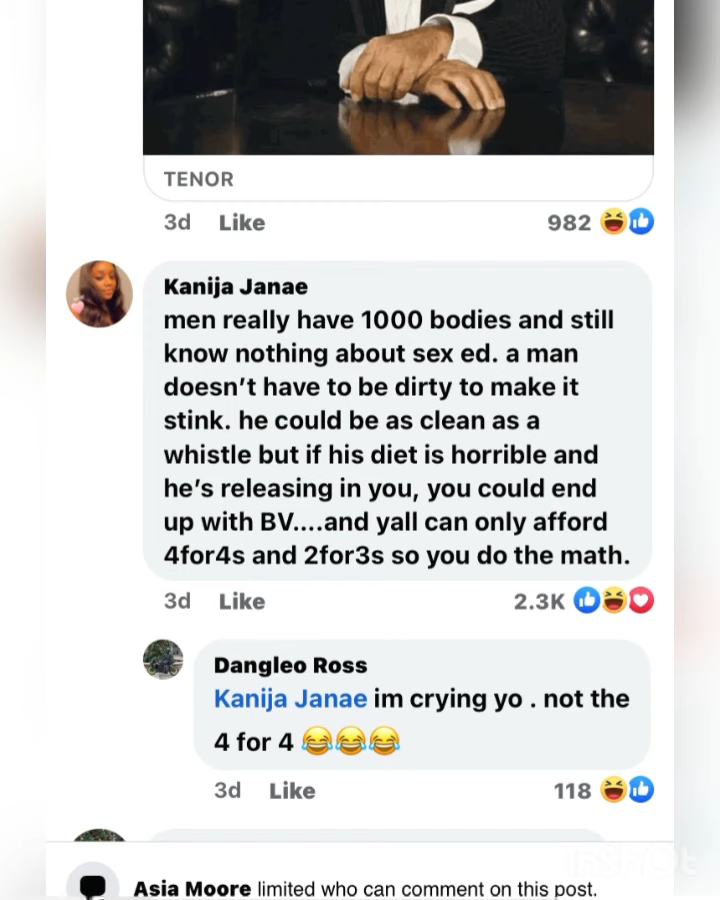 TENOR
3d Like 982
Kanija Janae
men really have 1000 bodies and still
know nothing about sex ed. a man
doesn’t have to be dirty to make it
stink. he could be as clean as a
whistle but if his diet is horrible and
he’s releasing in you, you could end
up with BV....and yall can only afford
4for4s and 2for3s so you do the math.
3d Like 2.3K
Dangleo Ross
Kanija Janae im crying yo . not the
4 for 4 😂😂😂
3d Like 118
Asia Moore limited who can comment on this post.